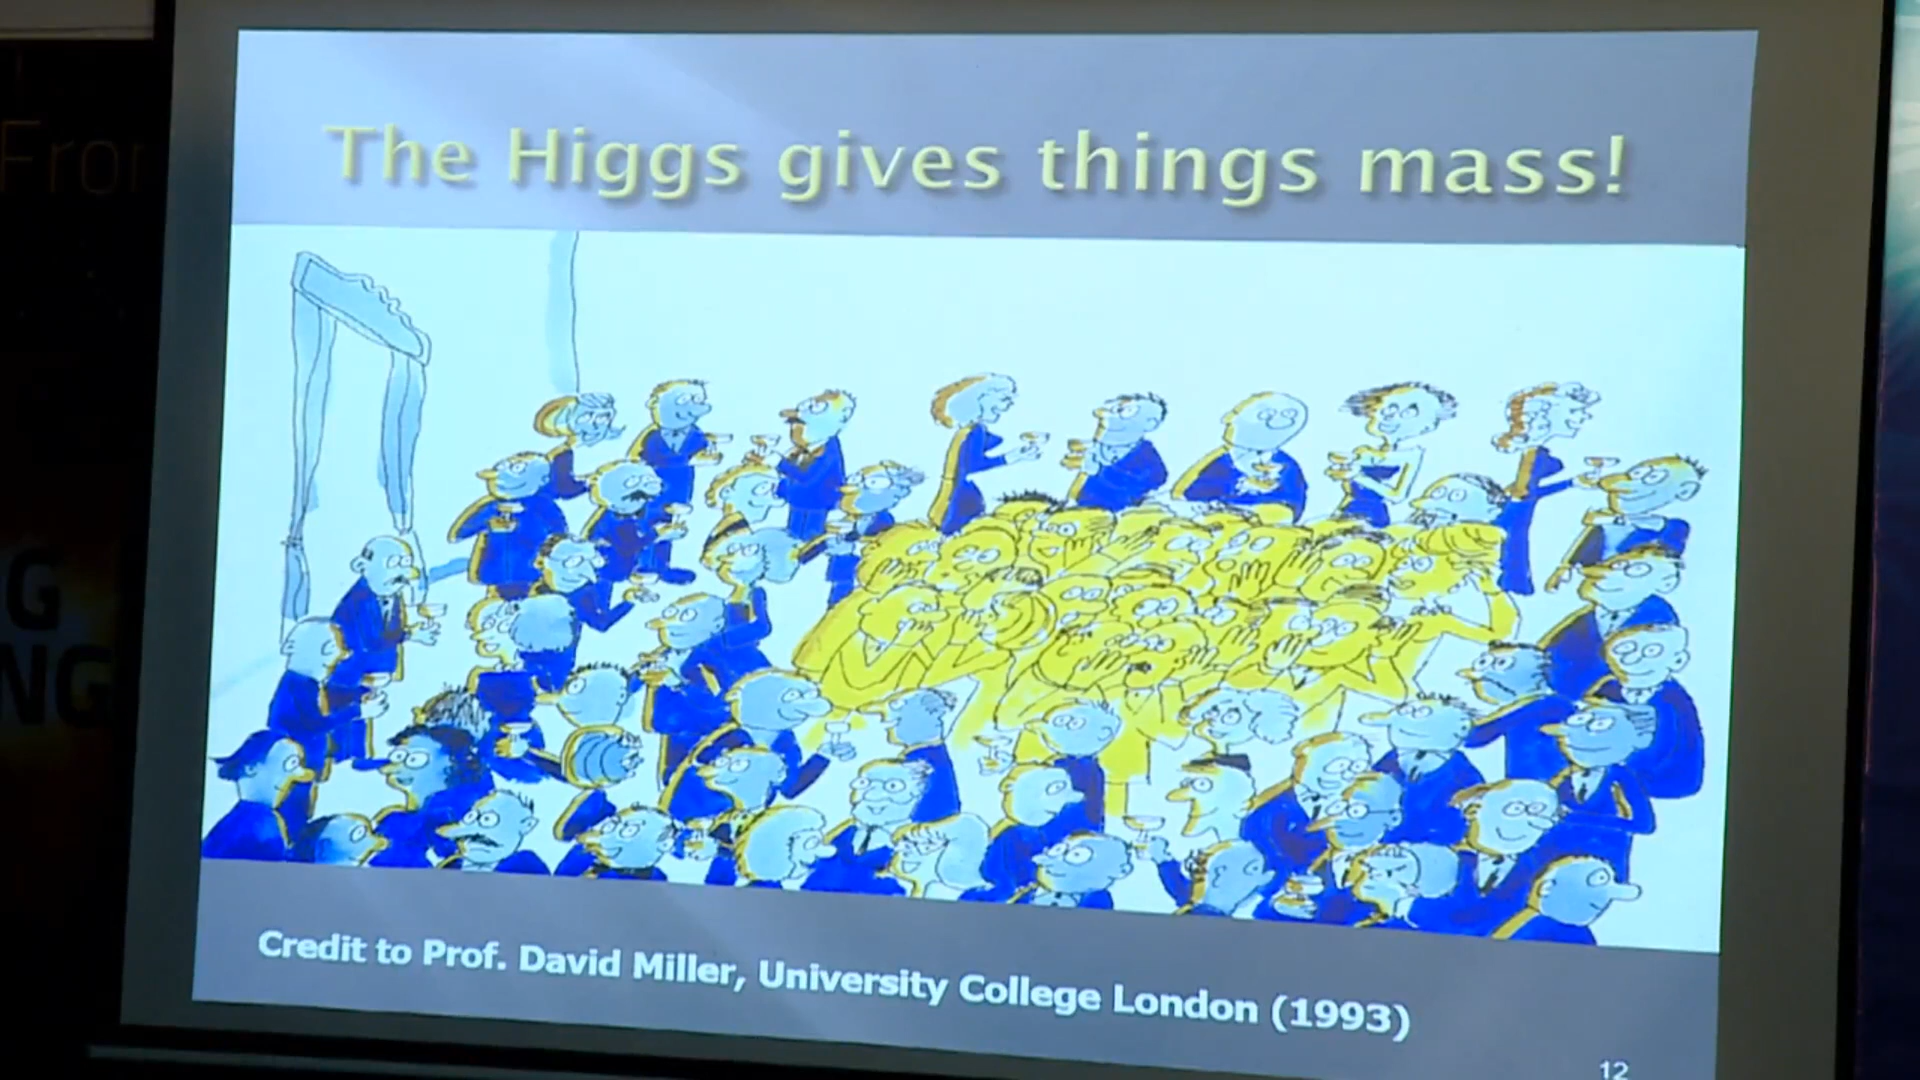 The Higgs gives things mass!
Credit to Prof. David Miller, University College London (1993)
12